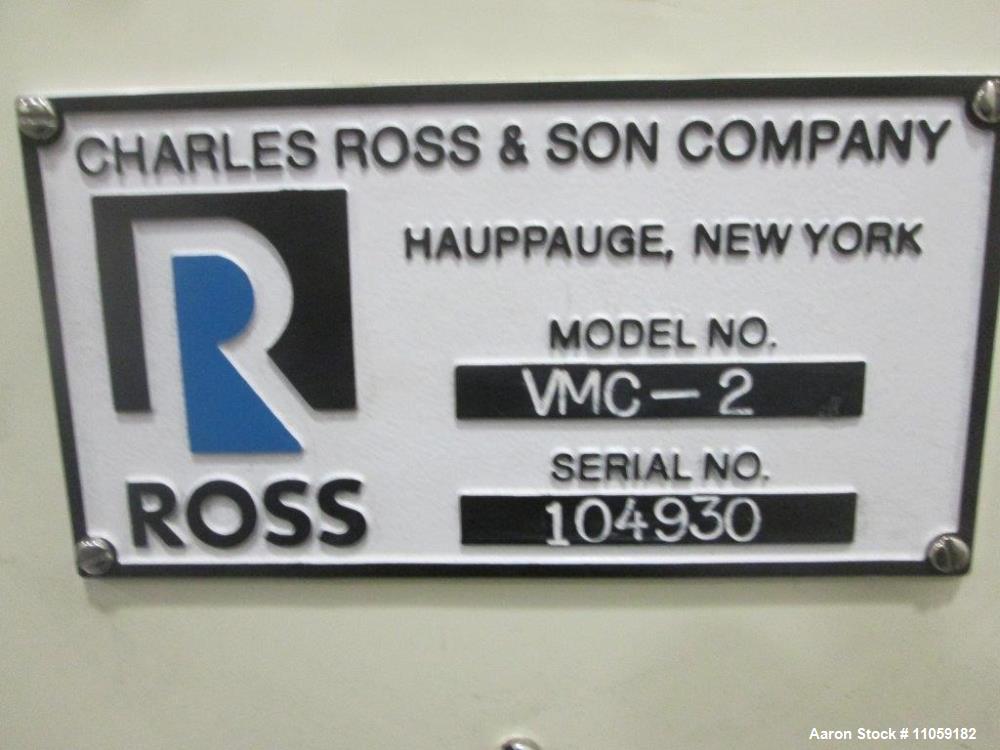 CHARLES ROSS & SON COMPANY
HAUPPAUGE, NEW YORK
MODEL NO.
VMC-2
SERIAL NO.
104930
R
ROSS
Aaron Stock # 11059182